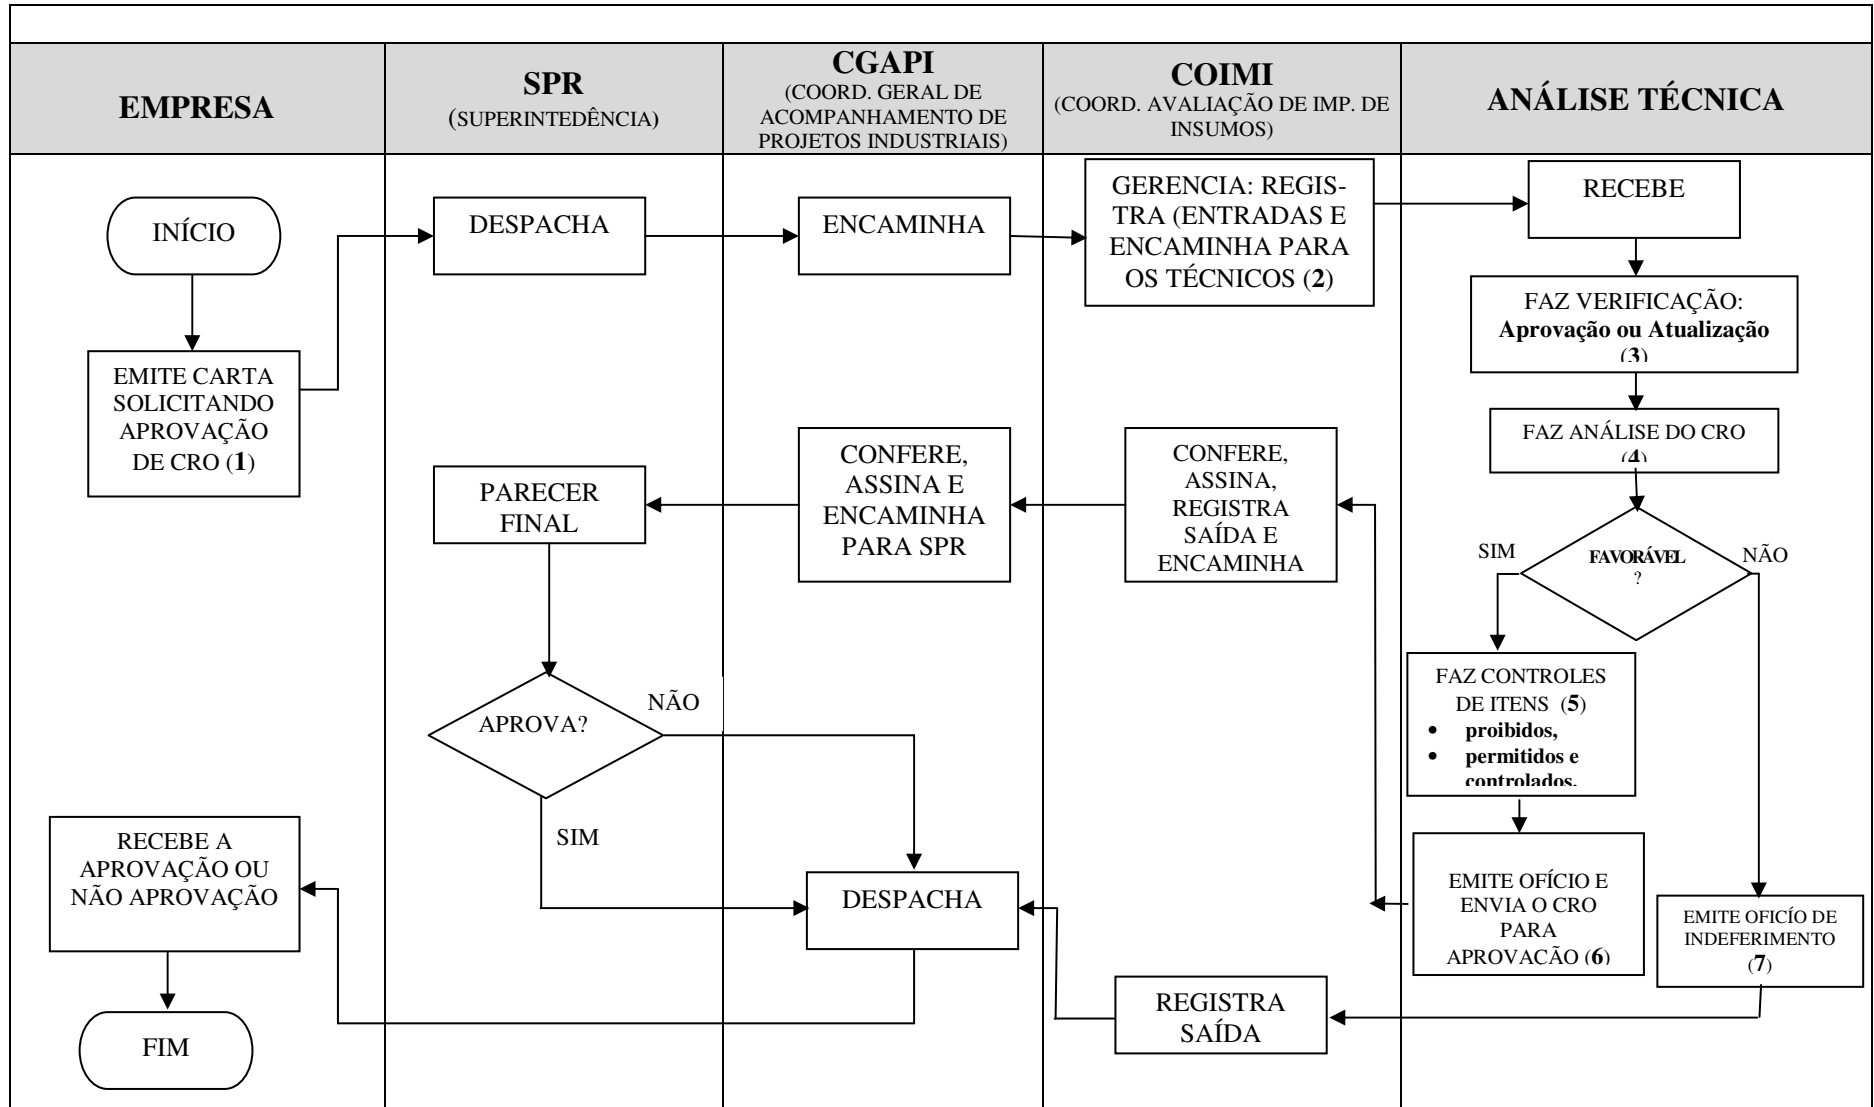 EMPRESA
SPR
(SUPERINTEDÊNCIA)
CGAPI
(COORD. GERAL DE
ACOMPANHAMENTO DE
PROJETOS INDUSTRIAIS)
COIMI
(COORD. AVALIAÇÃO DE IMP. DE
INSUMOS)
ANÁLISE TÉCNICA
INÍCIO
EMITE CARTA
SOLICITANDO
APROVAÇÃO
DE CRO (1)
DESPACHA
ENCAMINHA
GERENCIA: REGIS-
TRA (ENTRADAS E
ENCAMINHA PARA
OS TÉCNICOS (2)
RECEBE
FAZ VERIFICAÇÃO:
Aprovação ou Atualização
(3)
FAZ ANÁLISE DO CRO
(4)
FAVORÁVEL
?
SIM
NÃO
FAZ CONTROLES
DE ITENS (5)
• proibidos,
• permitidos e
controlados.
EMITE OFÍCIO E
ENVIA O CRO
PARA
APROVAÇÃO (6)
EMITE OFICÍO DE
INDEFERIMENTO
(7)
CONFERE,
ASSINA,
REGISTRA
SAÍDA E
ENCAMINHA
CONFERE,
ASSINA E
ENCAMINHA
PARA SPR
PARECER
FINAL
APROVA?
NÃO
SIM
REGISTRA
SAÍDA
DESPACHA
RECEBE A
APROVAÇÃO OU
NÃO APROVAÇÃO
FIM